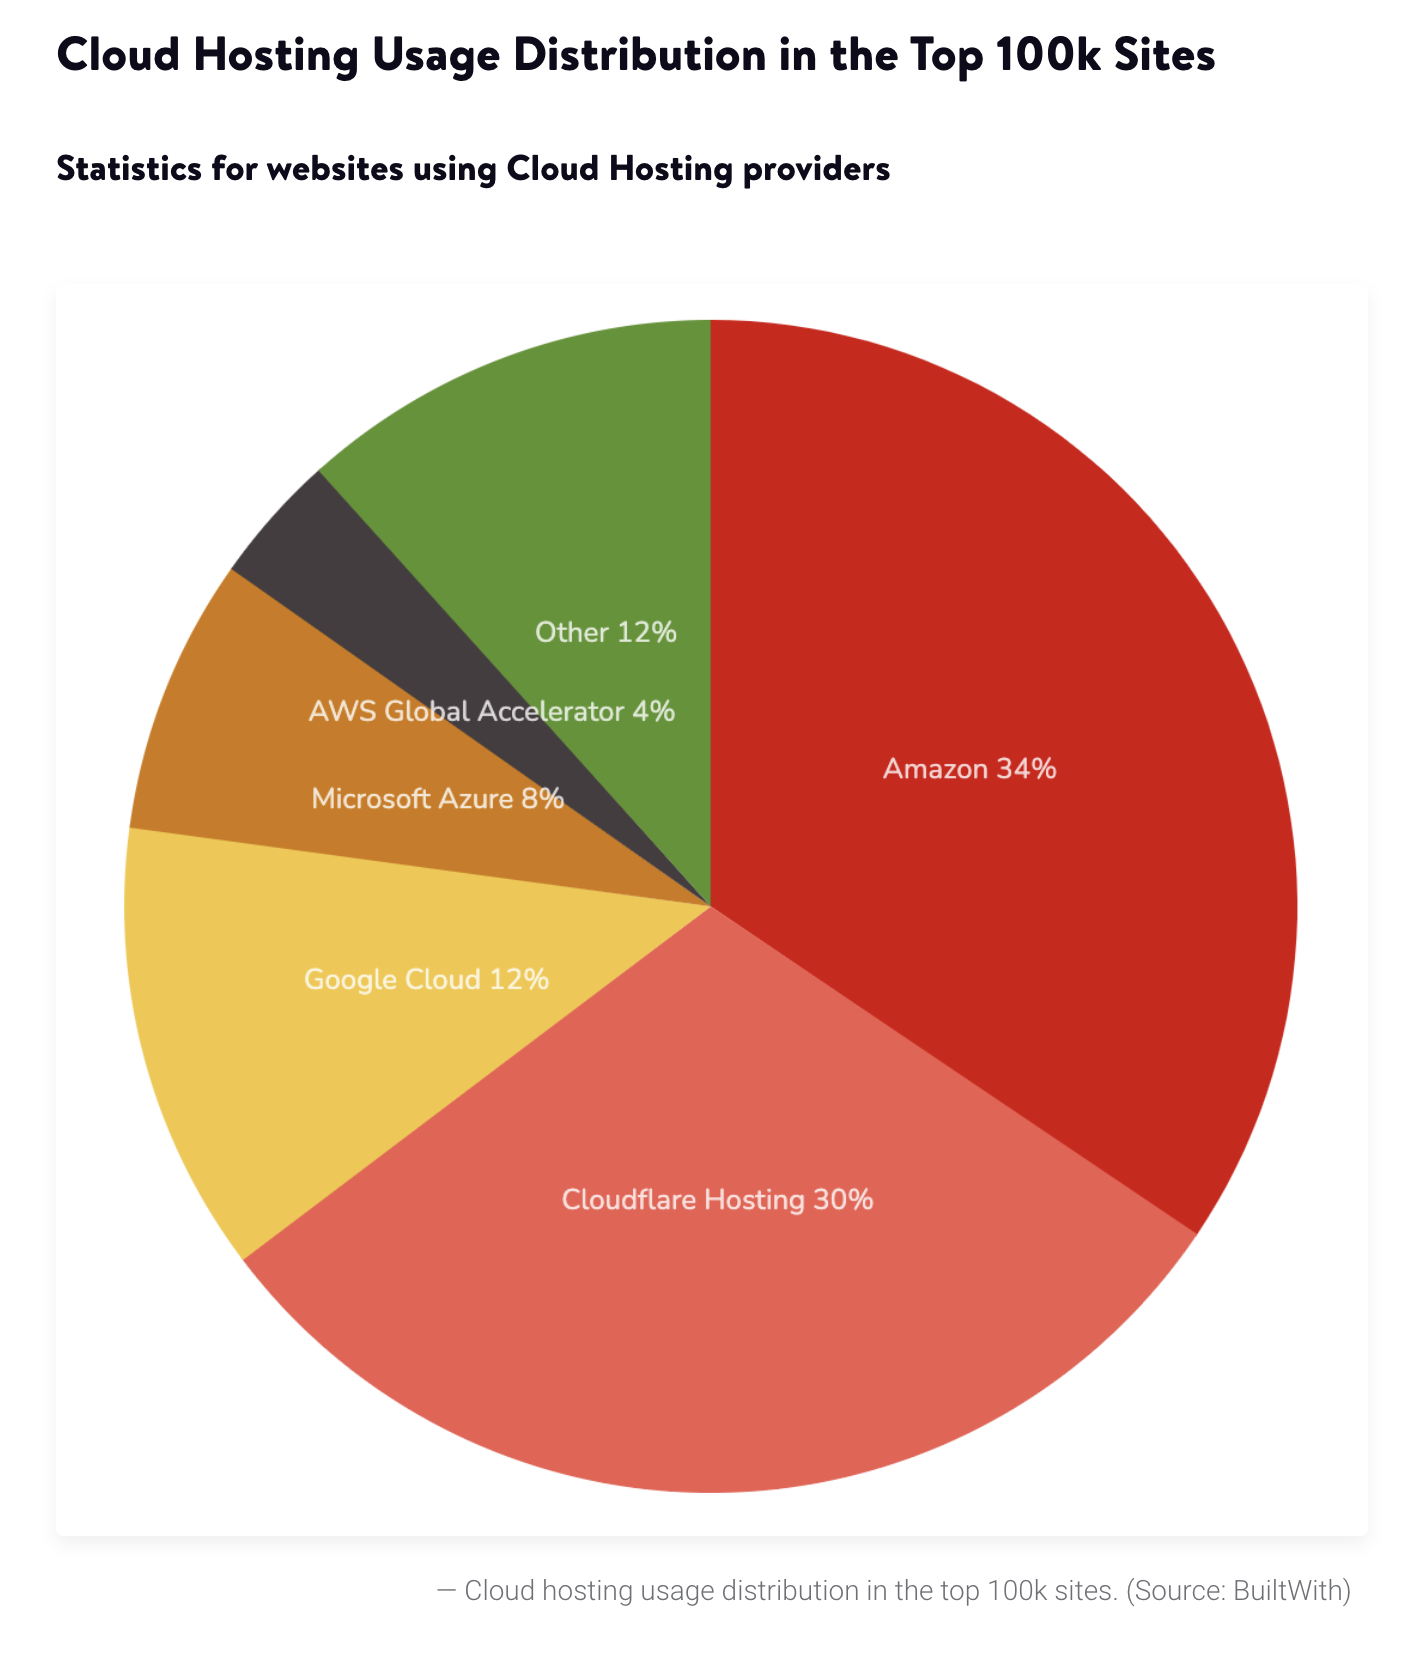 Cloud Hosting Usage Distribution in the Top 100k Sites
Statistics for websites using Cloud Hosting providers
Other 12%
AWS Global Accelerator 4%
Amazon 34%
Microsoft Azure 8%
Google Cloud 12%
Cloudflare Hosting 30%
— Cloud hosting usage distribution in the top 100k sites. (Source: BuiltWith)